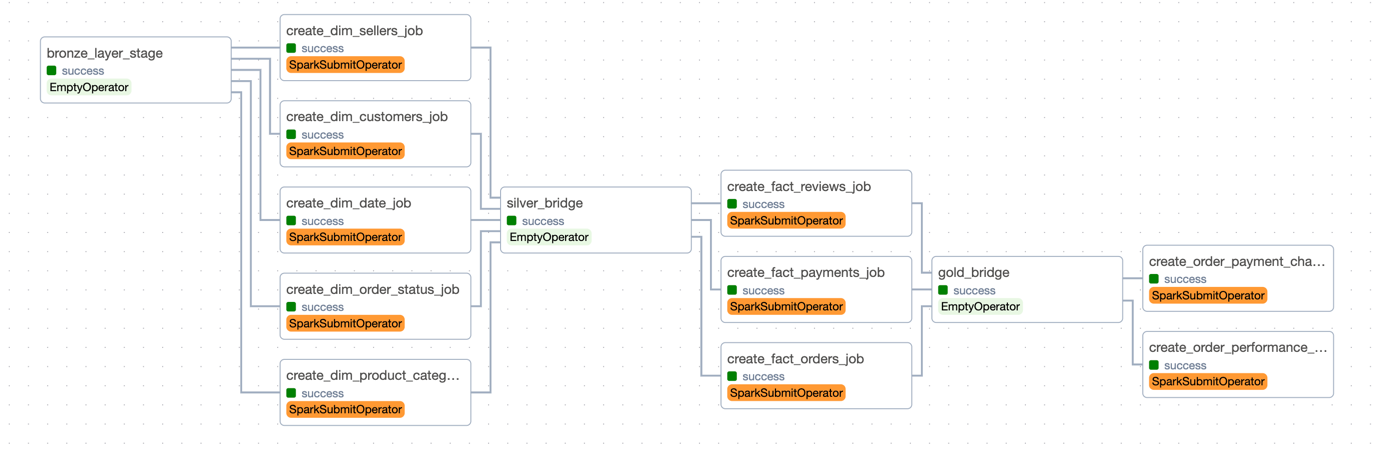 bronze_layer_stage
success
EmptyOperator
create_dim_sellers_job
success
SparkSubmitOperator
create_dim_customers_job
success
SparkSubmitOperator
create_dim_date_job
success
SparkSubmitOperator
create_dim_order_status_job
success
SparkSubmitOperator
create_dim_product_categ...
success
SparkSubmitOperator
silver_bridge
success
EmptyOperator
create_fact_reviews_job
success
SparkSubmitOperator
create_fact_payments_job
success
SparkSubmitOperator
create_fact_orders_job
success
SparkSubmitOperator
gold_bridge
success
EmptyOperator
create_order_payment_cha...
success
SparkSubmitOperator
create_order_performance_...
success
SparkSubmitOperator